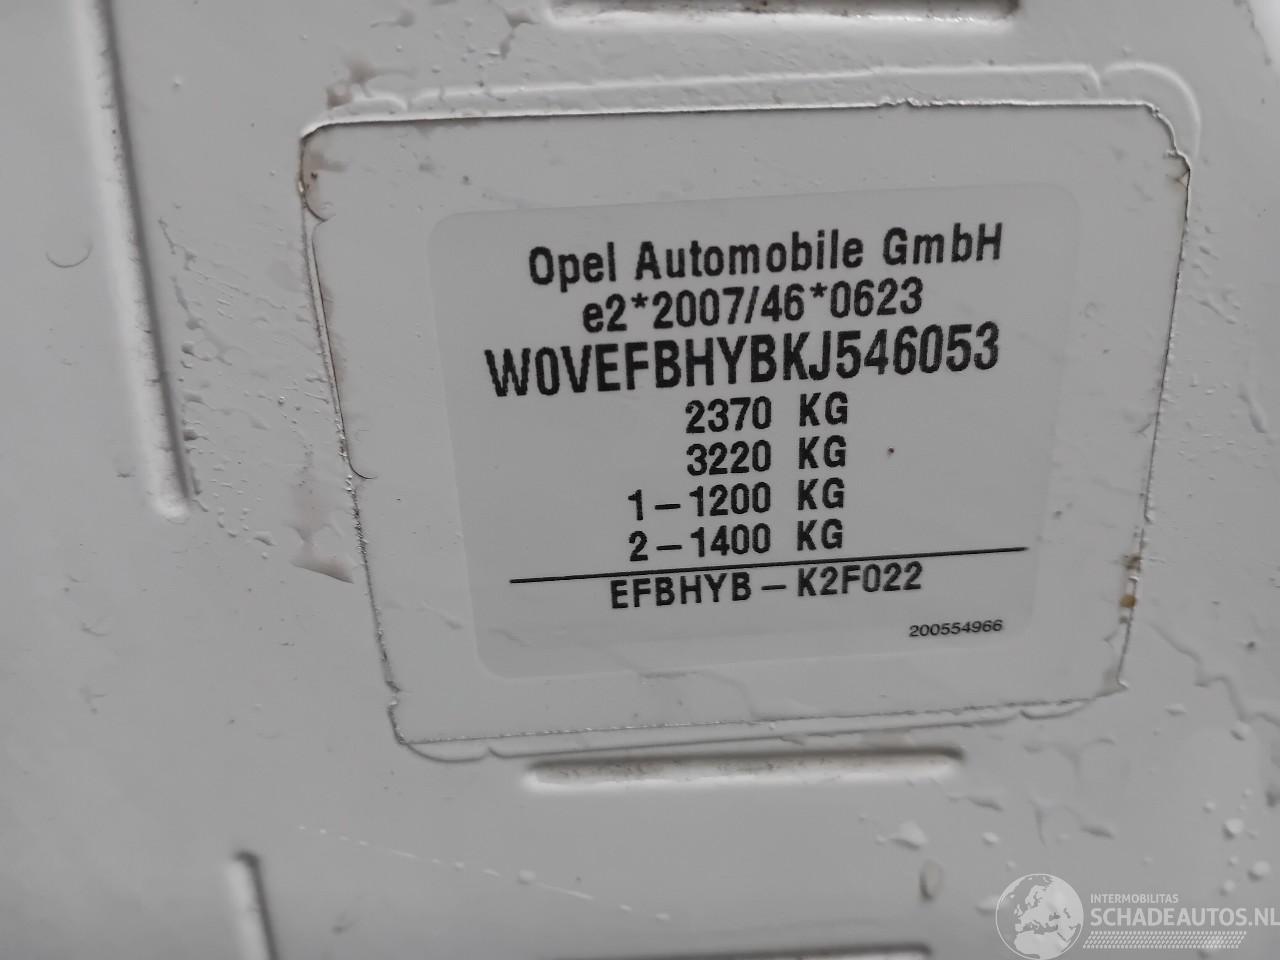 Opel Automobile GmbH
e2*2007/46*0623
W0VEFBHYBKJ546053
2370 KG
3220 KG
1-1200 KG
2-1400 KG
EFBHYB-K2F022
200554966
INTERMOBILITAS
SCHADEAUTOS.NL